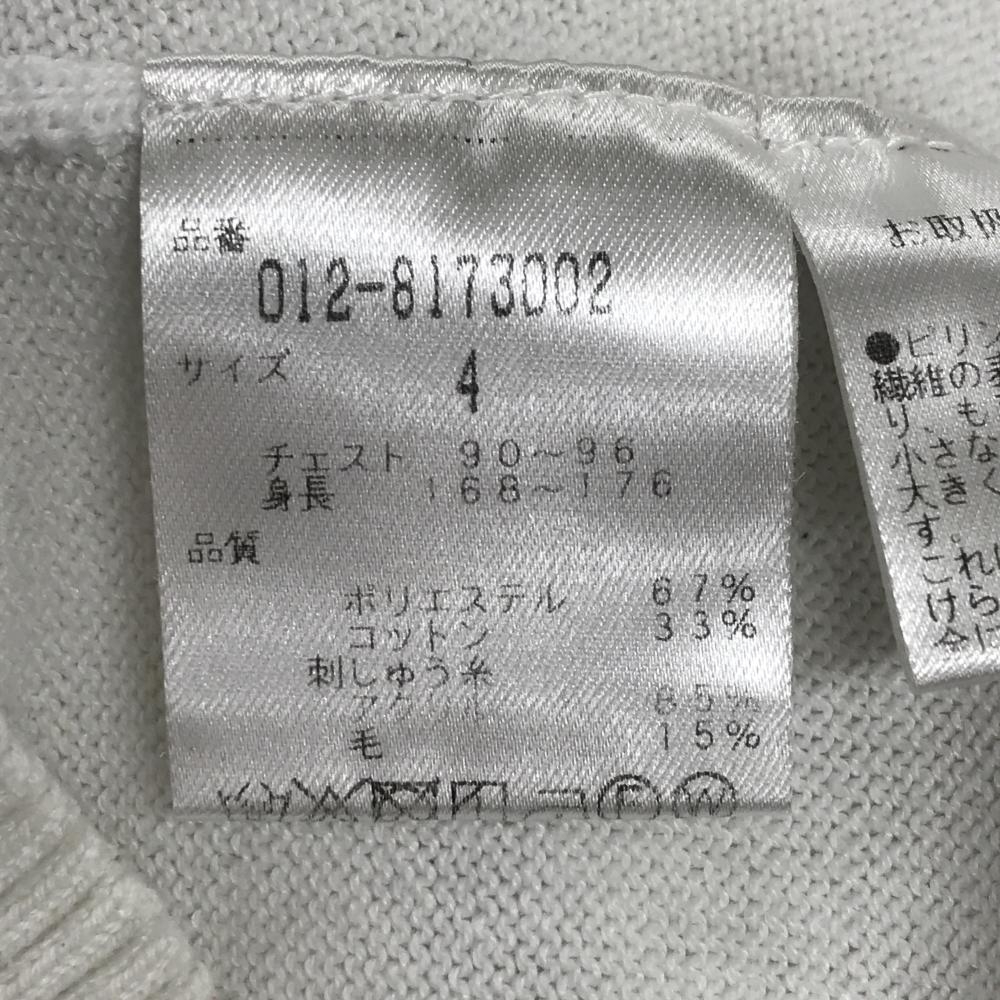 品番
012-8173002
サイズ 4
チェスト 90～96
身長 168～176
品質
ポリエステル 67%
コットン 33%
刺しゅう糸
アクリル 85%
毛 15%
お取扱
●ピリン
繊維の
り、も
小さな
大きく
す。
これ
けら
合に